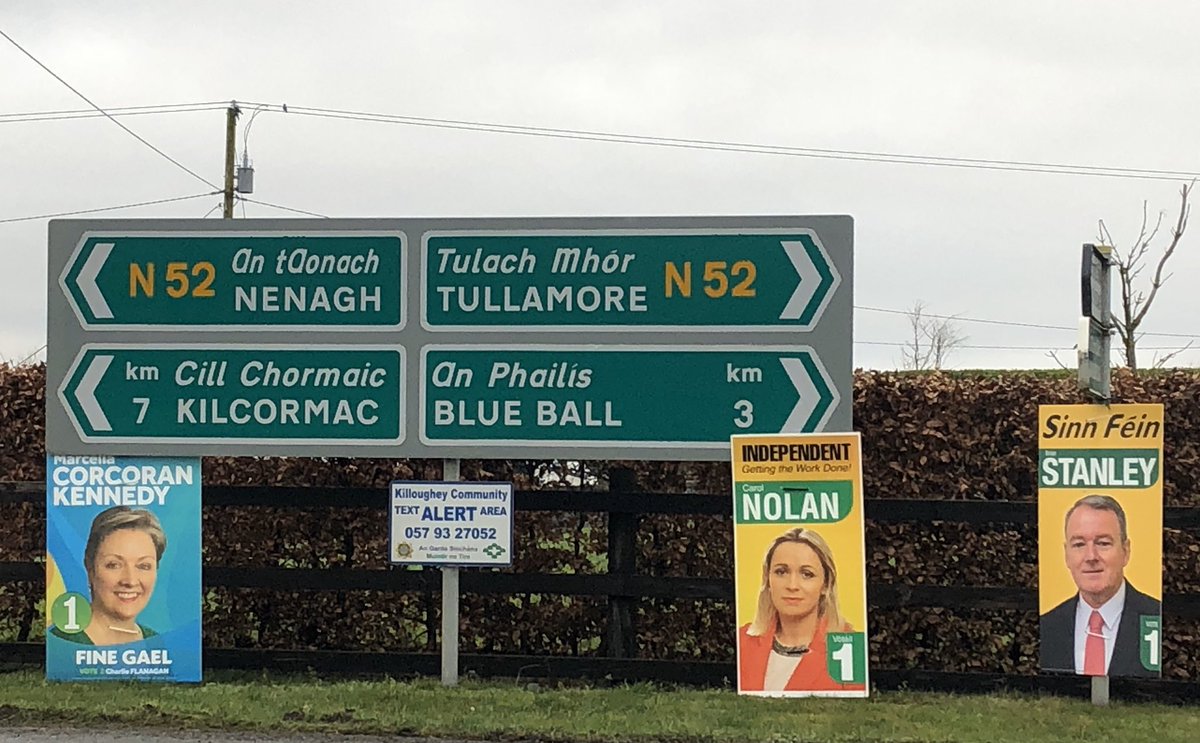 N 52 An tAonach
NENAGH
Tulach Mhór N 52
TULLAMORE
km Cill Chormaic
7 KILCORMAC
An Phailís km
BLUE BALL 3
Marcella
CORCORAN
KENNEDY
1
FINE GAEL
VOTE 2 Charlie FLANAGAN
Killoughey Community
TEXT ALERT AREA
057 93 27052
An Garda Síochána
Muintir na Tíre
INDEPENDENT
Getting the Work Done!
Carol
NOLAN
Vótáil
1
Sinn Féin
STANLEY
VOTE
1